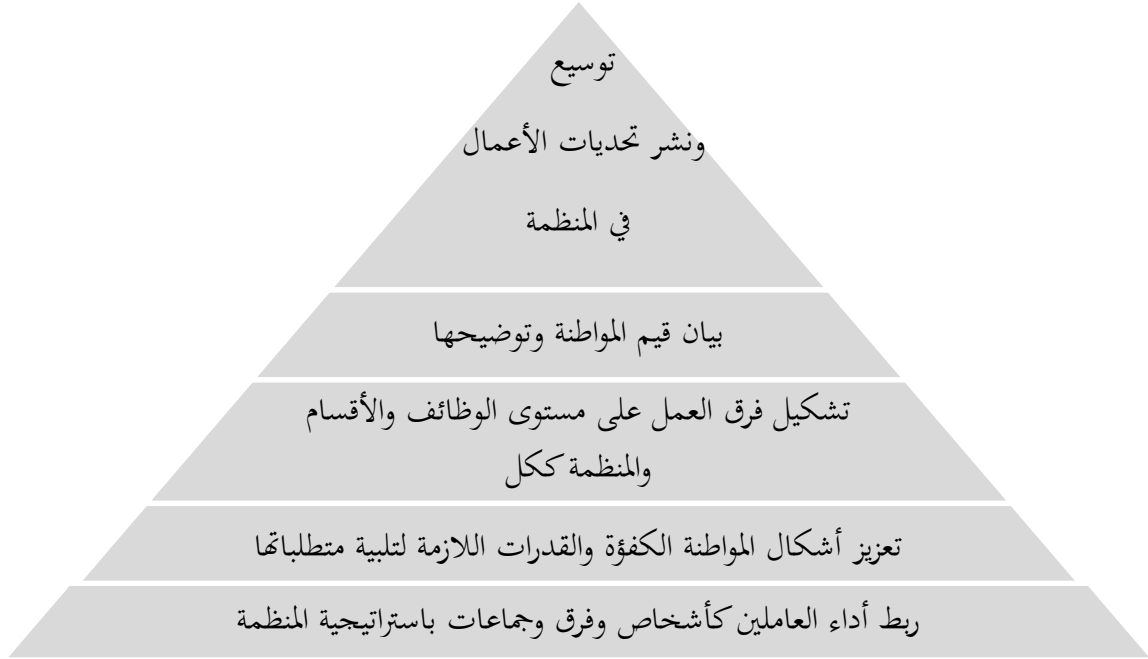 توسيع
ونشر تحديات الأعمال
في المنظمة
بيان قيم المواطنة وتوضيحها
تشكيل فرق العمل على مستوى الوظائف والأقسام
والمنظمة ككل
تعزيز أشكال المواطنة الكفؤة والقدرات اللازمة لتلبية متطلباتها
ربط أداء العاملين كأشخاص وفرق وجماعات باستراتيجية المنظمة